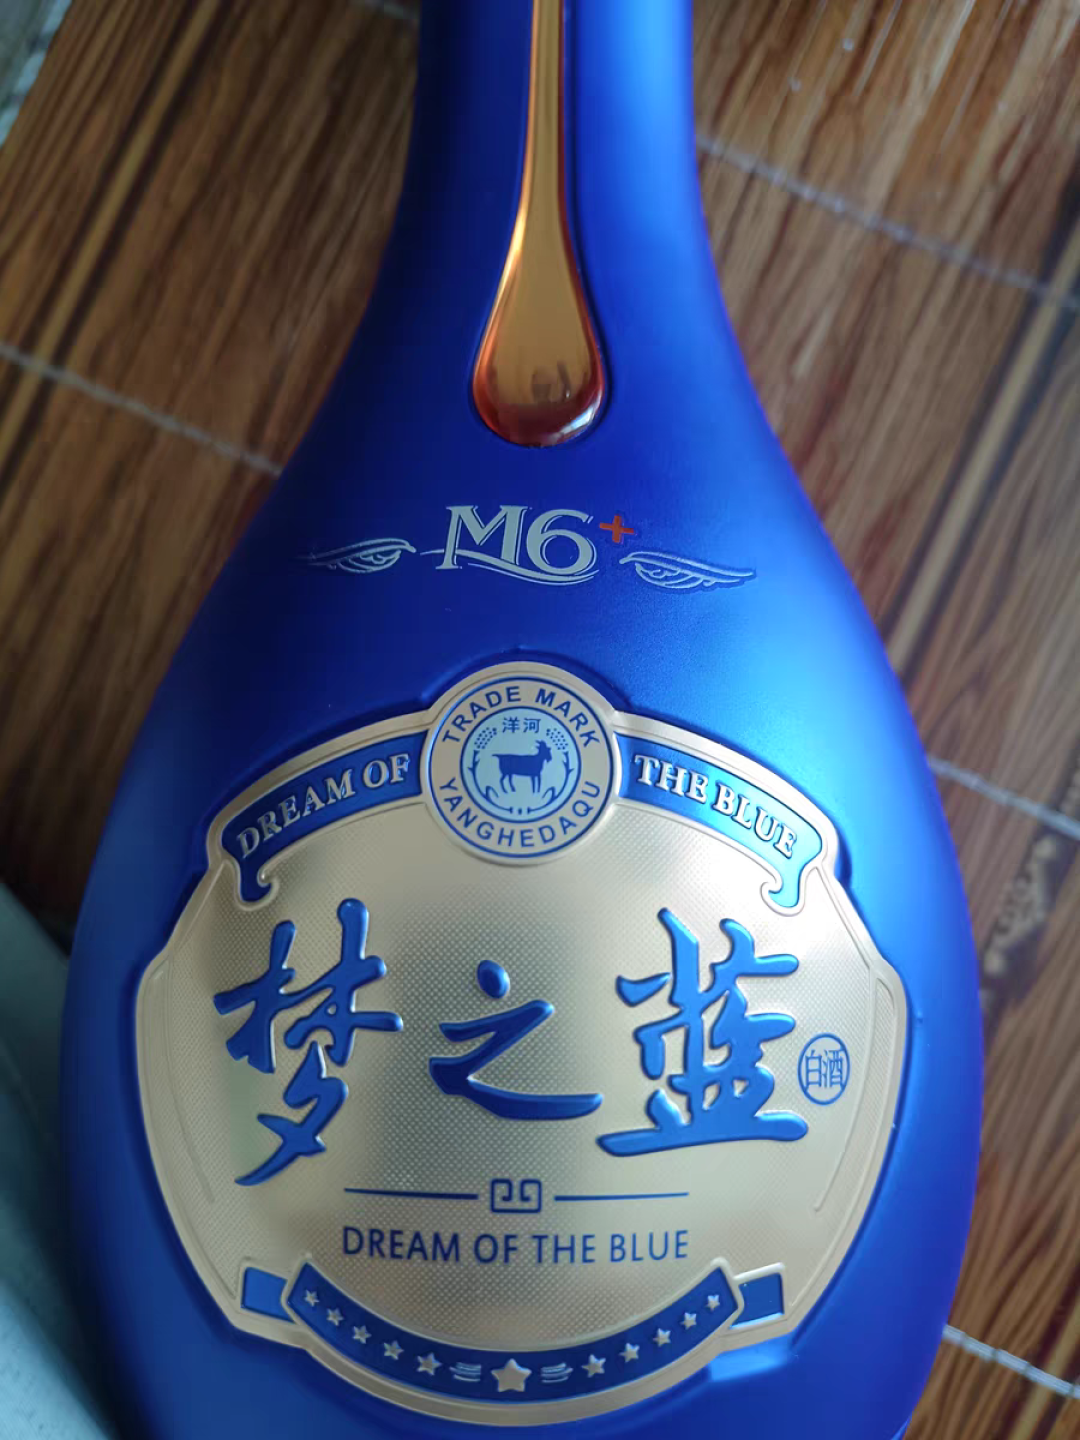 M6+
TRADE MARK
洋河
YANGHEDAQU
DREAM OF THE BLUE
梦之蓝
白酒
DREAM OF THE BLUE